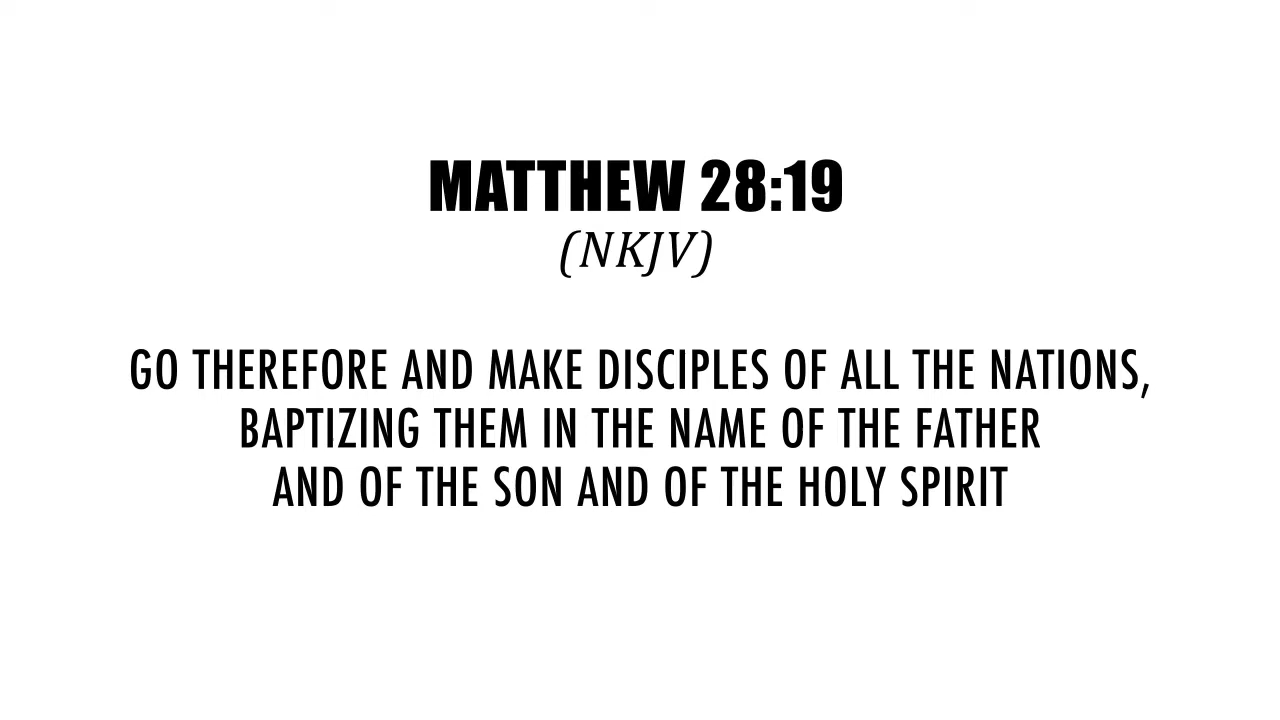 MATTHEW 28:19
(NKJV)
GO THEREFORE AND MAKE DISCIPLES OF ALL THE NATIONS,
BAPTIZING THEM IN THE NAME OF THE FATHER
AND OF THE SON AND OF THE HOLY SPIRIT